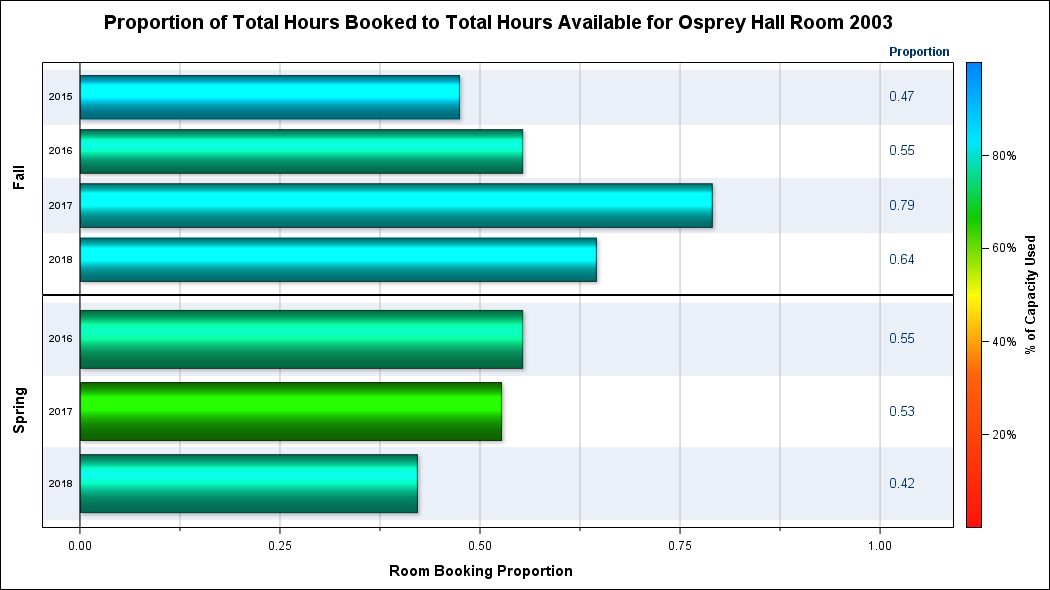 Proportion of Total Hours Booked to Total Hours Available for Osprey Hall Room 2003
Proportion
Fall
2015 0.47
2016 0.55
2017 0.79
2018 0.64
Spring
2016 0.55
2017 0.53
2018 0.42
0.00 0.25 0.50 0.75 1.00
Room Booking Proportion
80%
60%
40%
20%
% of Capacity Used